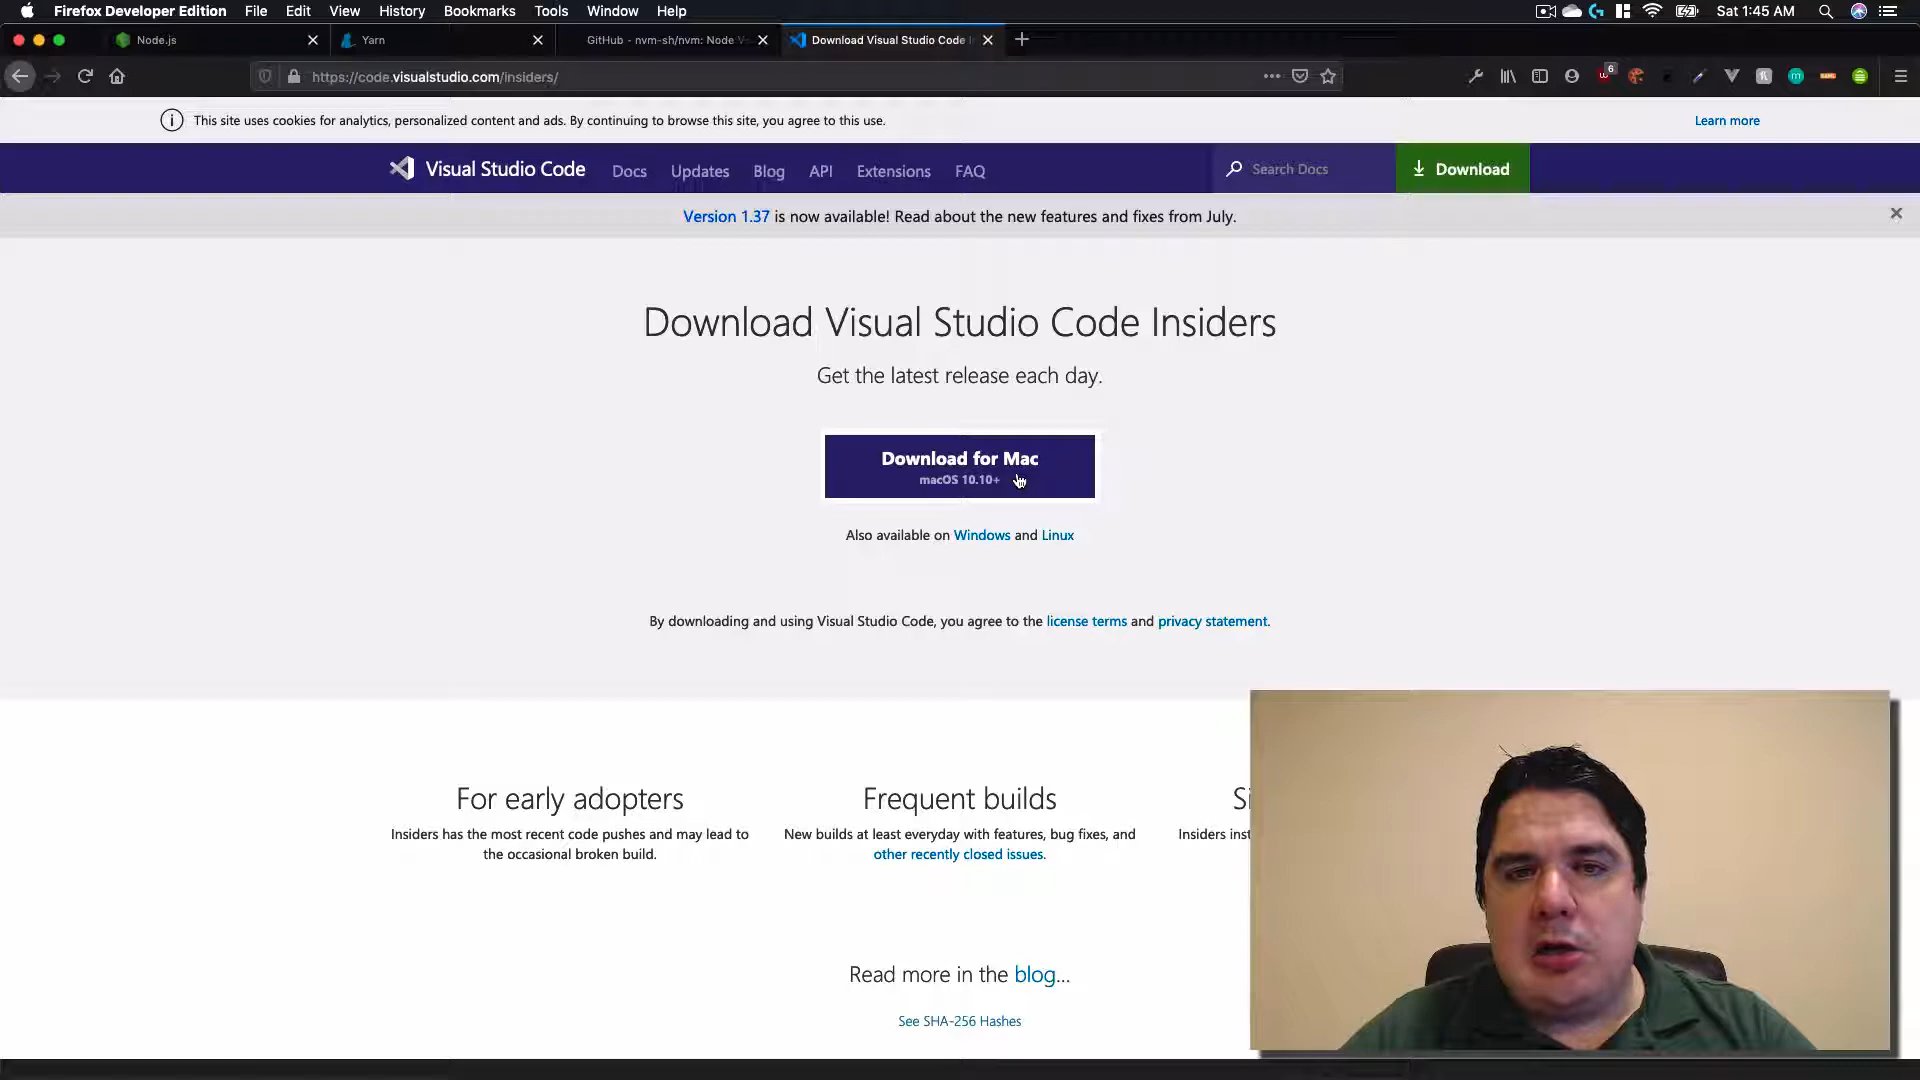 Firefox Developer Edition File Edit View History Bookmarks Tools Window Help Sat 1:45 AM
Node.js Yarn GitHub - nvm-sh/nvm: Node V Download Visual Studio Code I
https://code.visualstudio.com/insiders/
6
This site uses cookies for analytics, personalized content and ads. By continuing to browse this site, you agree to this use. Learn more
Visual Studio Code Docs Updates Blog API Extensions FAQ Search Docs Download
Version 1.37 is now available! Read about the new features and fixes from July.
Download Visual Studio Code Insiders
Get the latest release each day.
Download for Mac
macOS 10.10+
Also available on Windows and Linux
By downloading and using Visual Studio Code, you agree to the license terms and privacy statement.
For early adopters
Insiders has the most recent code pushes and may lead to
the occasional broken build.
Frequent builds
New builds at least everyday with features, bug fixes, and
other recently closed issues.
Si
Insiders inst
Read more in the blog...
See SHA-256 Hashes